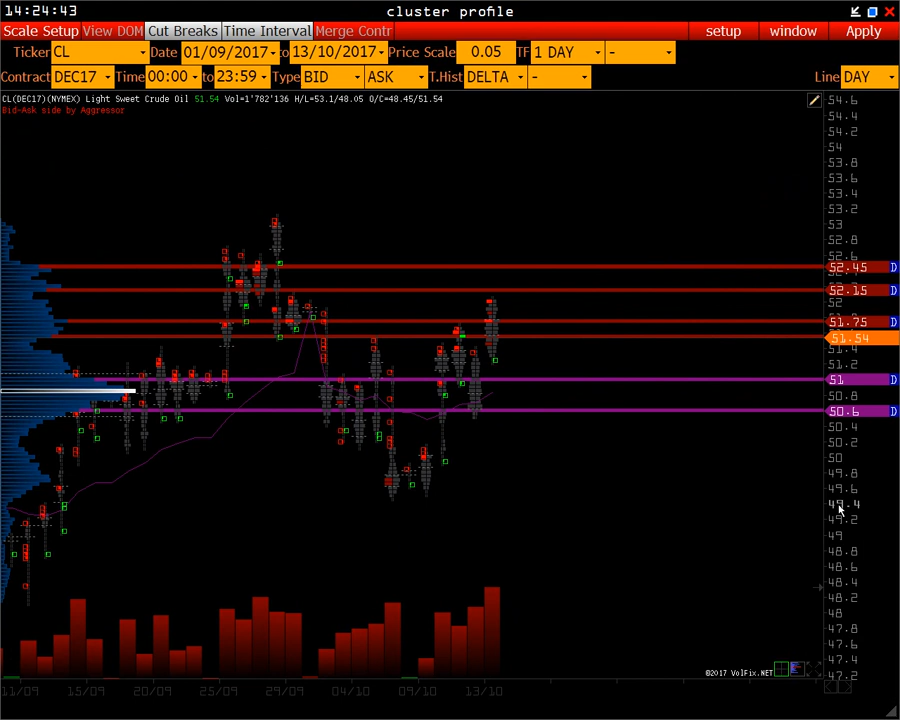 14:24:43 cluster profile
Scale Setup View DOM Cut Breaks Time Interval Merge Contr setup window Apply
Ticker CL Date 01/09/2017 to 13/10/2017 Price Scale 0.05 TF 1 DAY -
Contract DEC17 Time 00:00 to 23:59 Type BID ASK T.Hist DELTA - Line DAY
CL(DEC17)(NYMEX) Light Sweet Crude Oil 51.54 Vol=1'782'136 H/L=53.1/48.05 O/C=48.45/51.54
Bid-Ask side by Aggressor
54.6
54.4
54.2
54
53.8
53.6
53.4
53.2
53
52.8
52.6
52.45 D
52.15 D
52
51.75 D
51.54
51.4
51.2
51 D
50.8
50.6 D
50.4
50.2
50
49.8
49.6
49.4
49.2
49
48.8
48.6
48.4
48.2
48
47.8
47.6
47.4
47.2
©2017 VolFix.NET
11/09 15/09 20/09 25/09 29/09 04/10 09/10 13/10